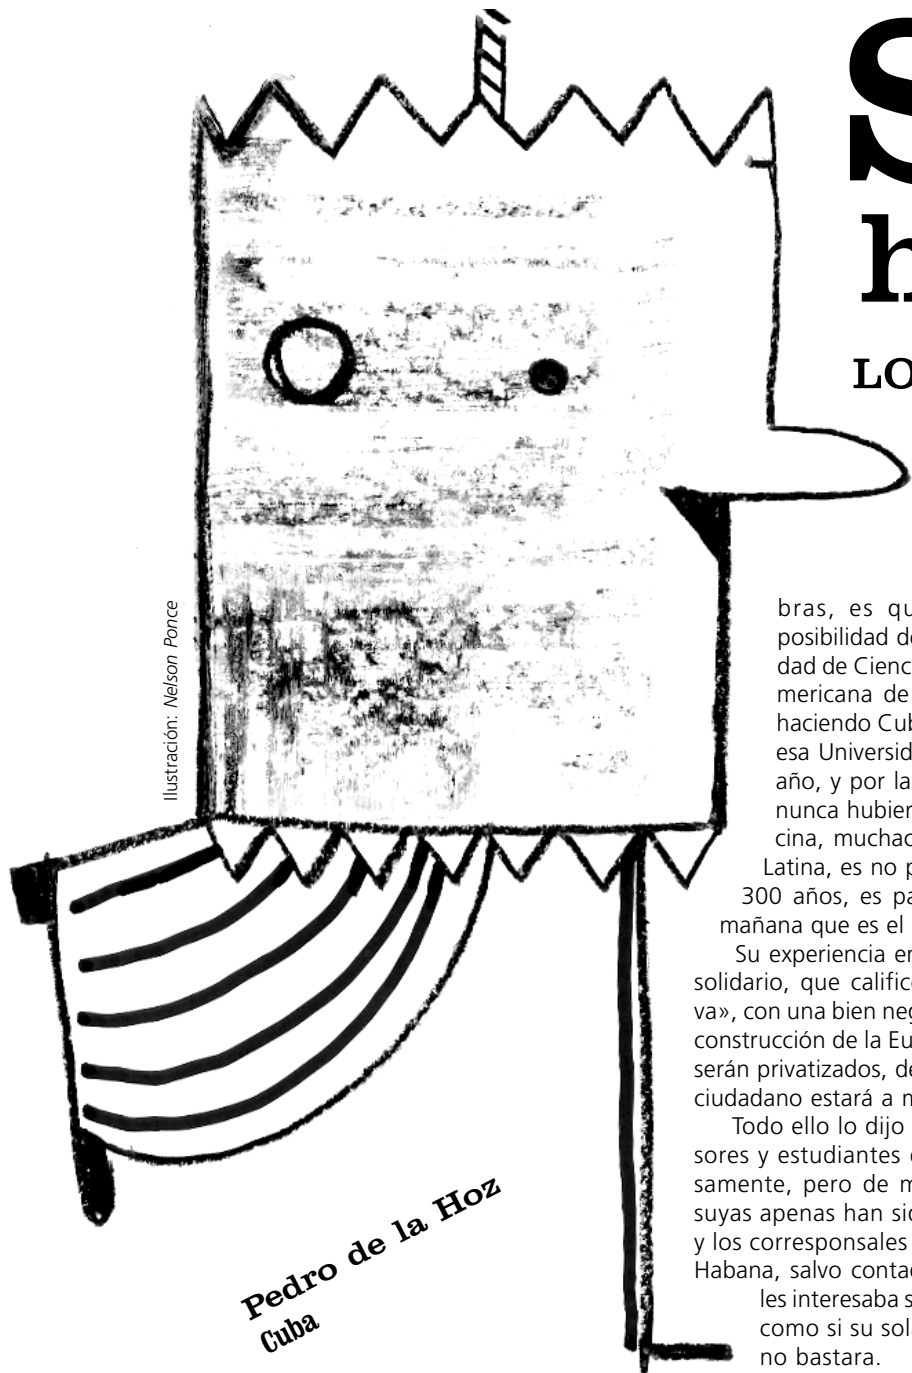 S
h
LO
Ilustración: Nelson Ponce
bras, es qu
posibilidad de
dad de Cienc
mericana de
haciendo Cub
esa Universid
año, y por la
nunca hubier
cina, muchac
Latina, es no p
300 años, es pa
mañana que es el
Su experiencia en
solidario, que calific
va», con una bien neg
construcción de la Eu
serán privatizados, de
ciudadano estará a m
Todo ello lo dijo
sores y estudiantes
samente, pero de m
suyas apenas han sid
y los corresponsales
Habana, salvo contac
les interesaba s
como si su sola
no bastara.
Pedro de la Hoz
Cuba